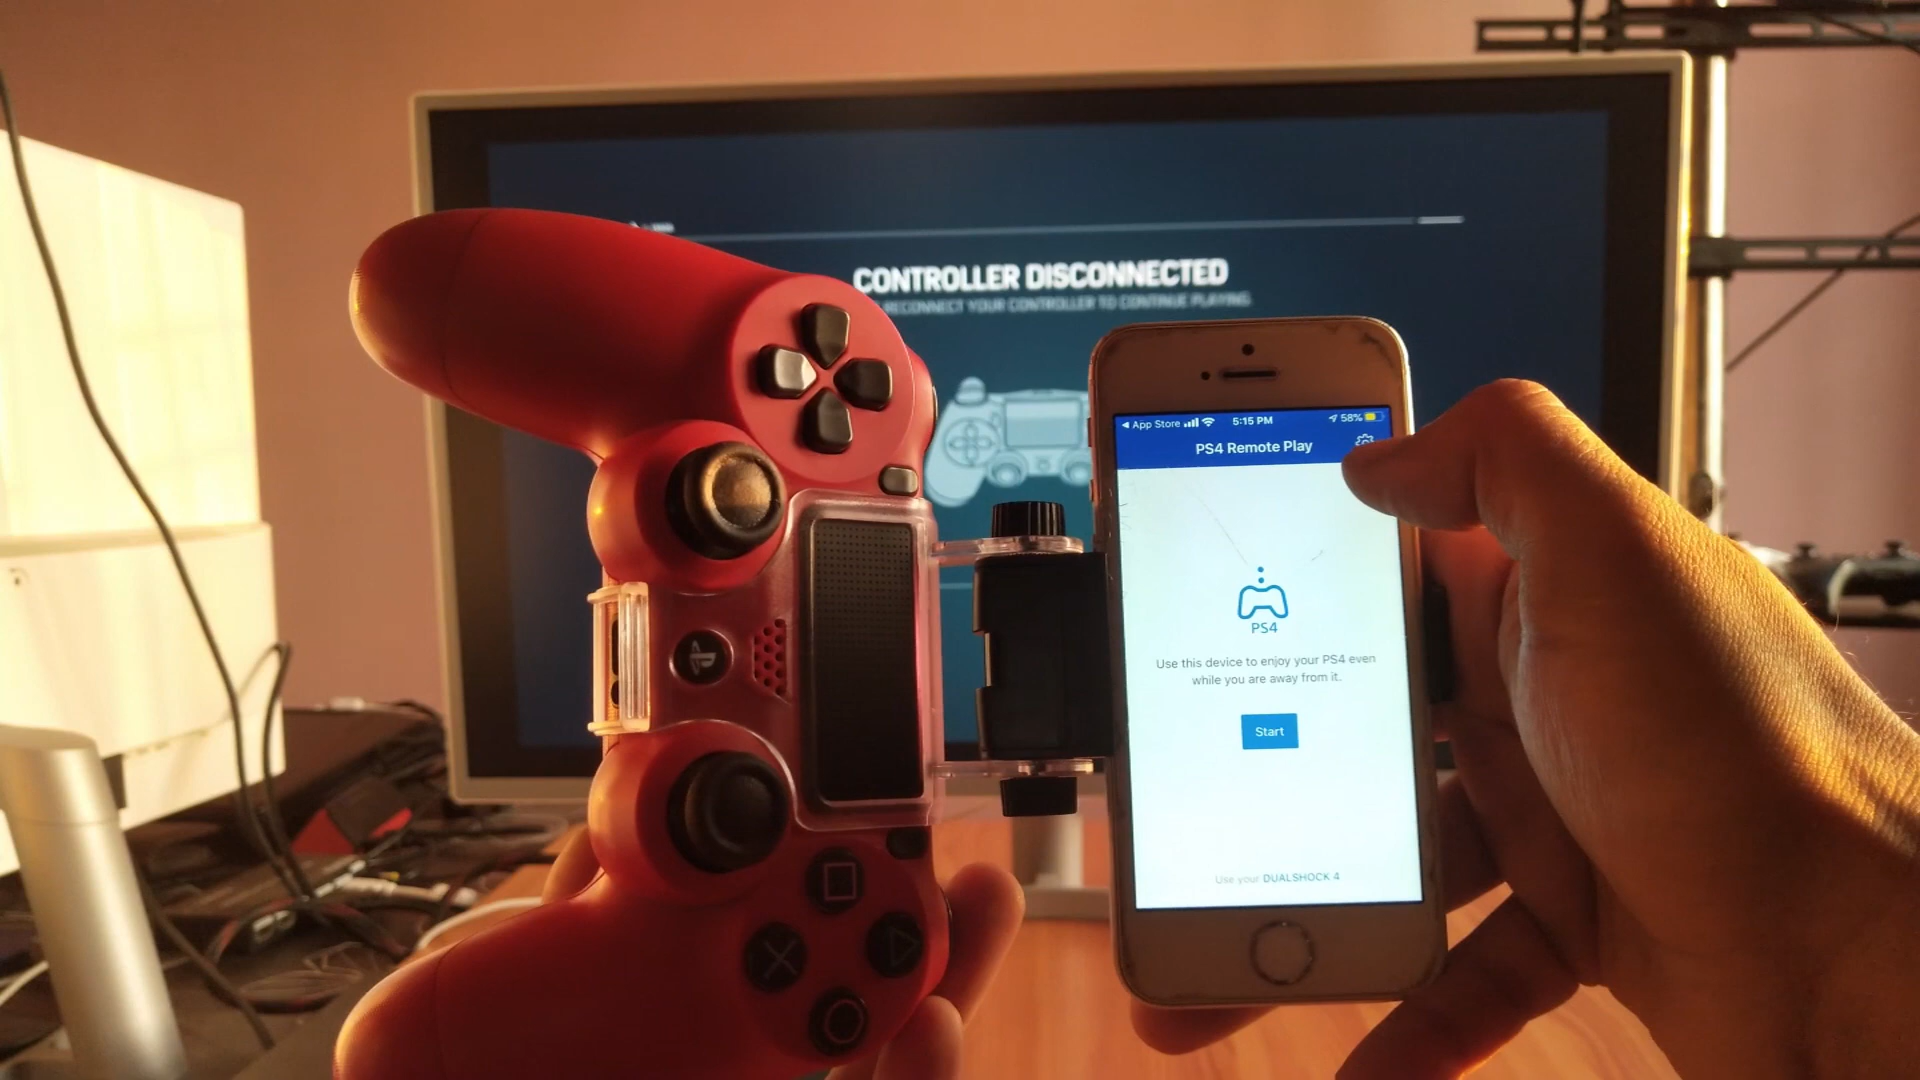 CONTROLLER DISCONNECTED
RECONNECT YOUR CONTROLLER TO CONTINUE PLAYING.
App Store
5:15 PM
58%
PS4 Remote Play
PS4
Use this device to enjoy your PS4 even
while you are away from it.
Start
Use your DUALSHOCK 4